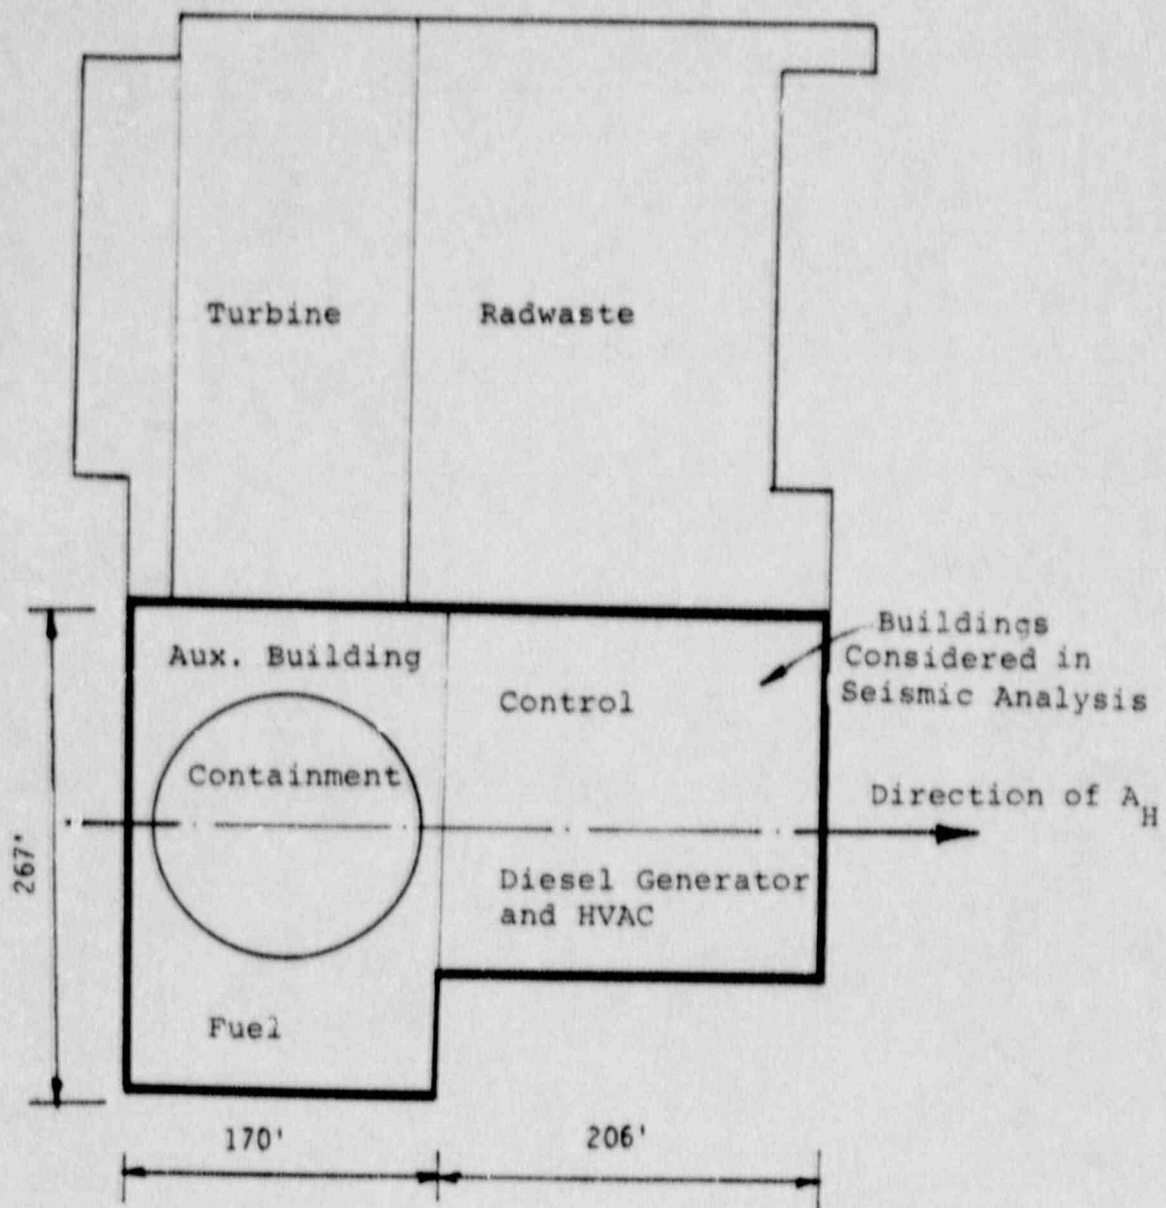 Turbine
Radwaste
Aux. Building
Buildings
Considered in
Seismic Analysis
Control
Containment
Direction of A_H
267'
Diesel Generator
and HVAC
Fuel
170'
206'